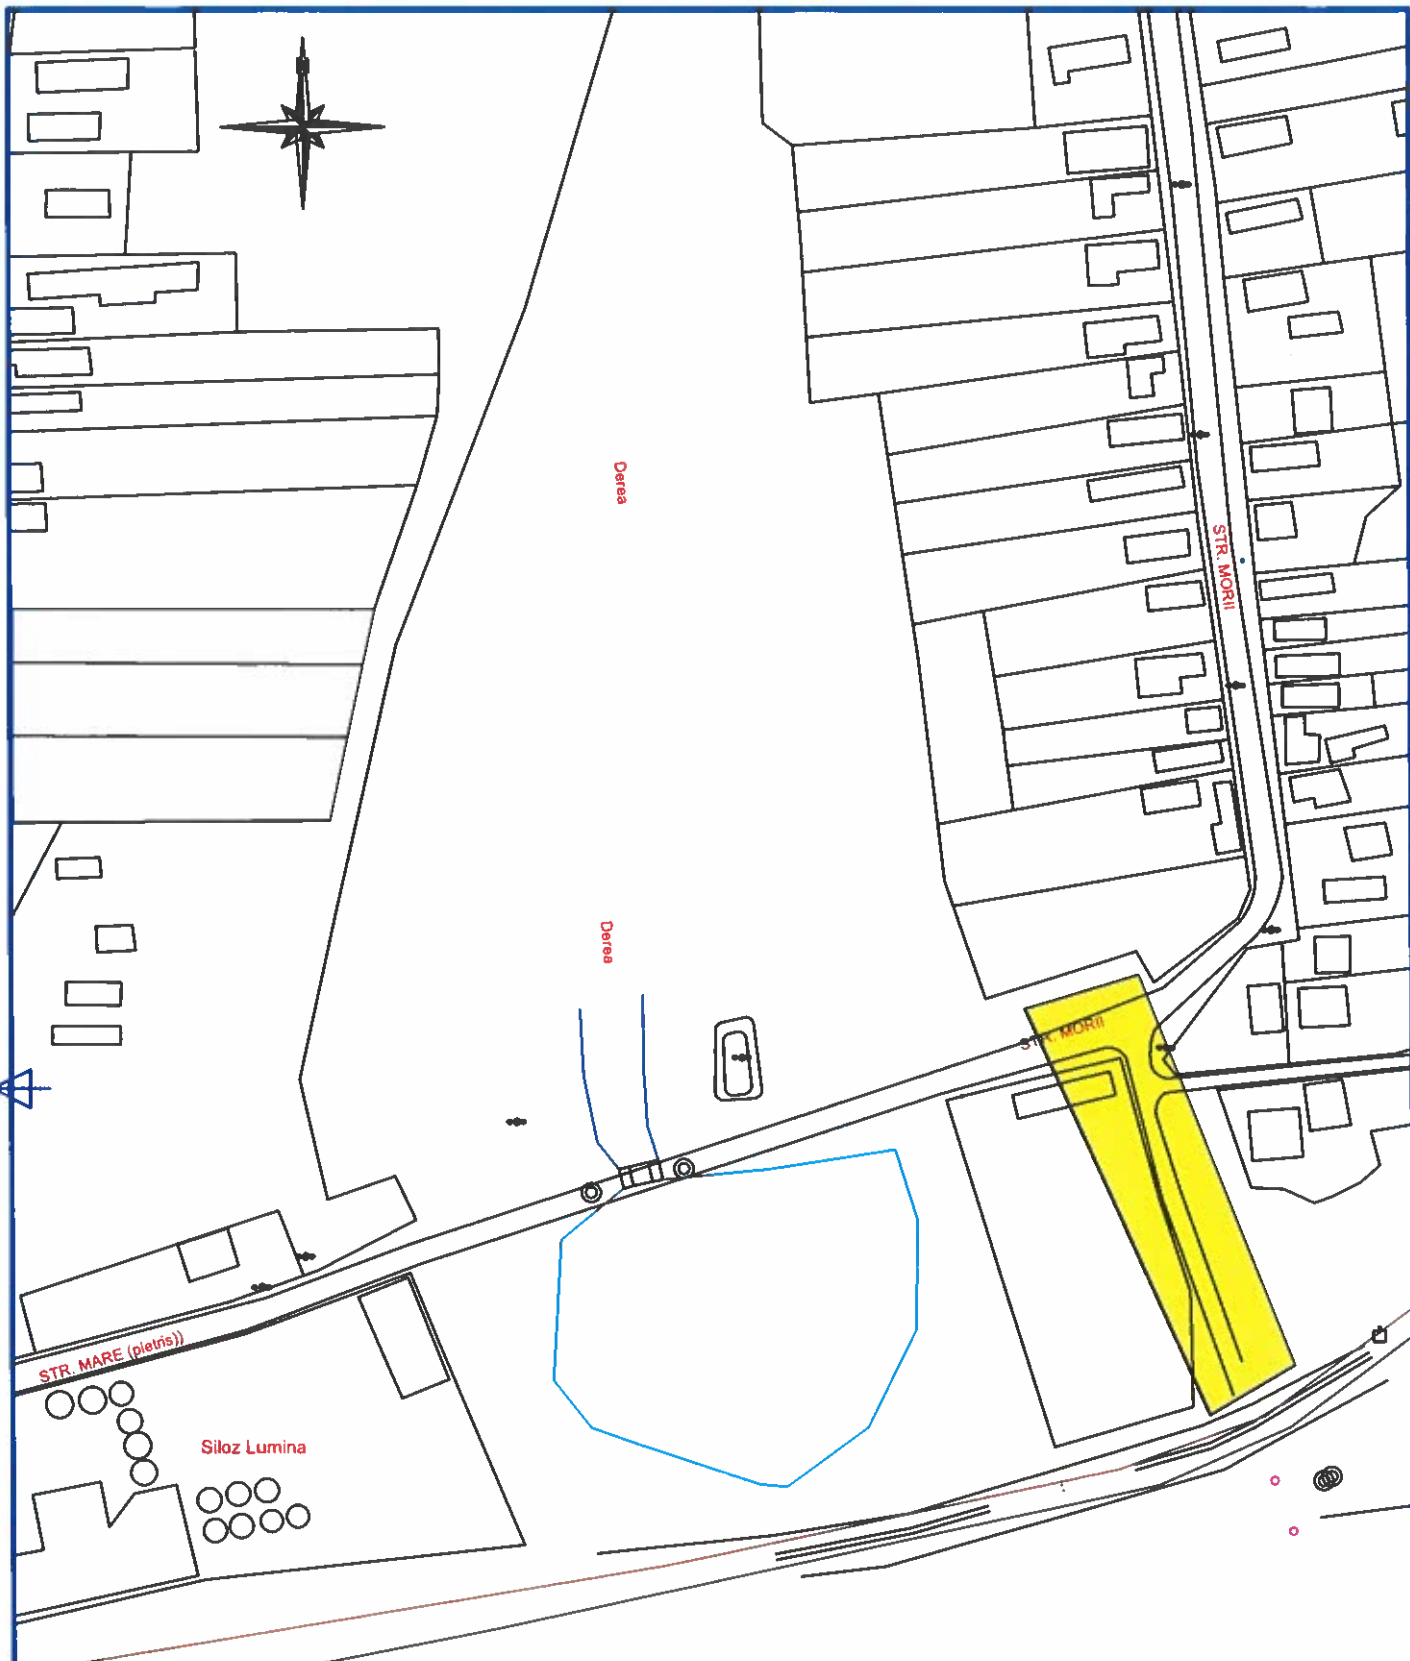 Derea
STR. MORII
Derea
STR. MORII
STR. MARE (pietris))
Siloz Lumina